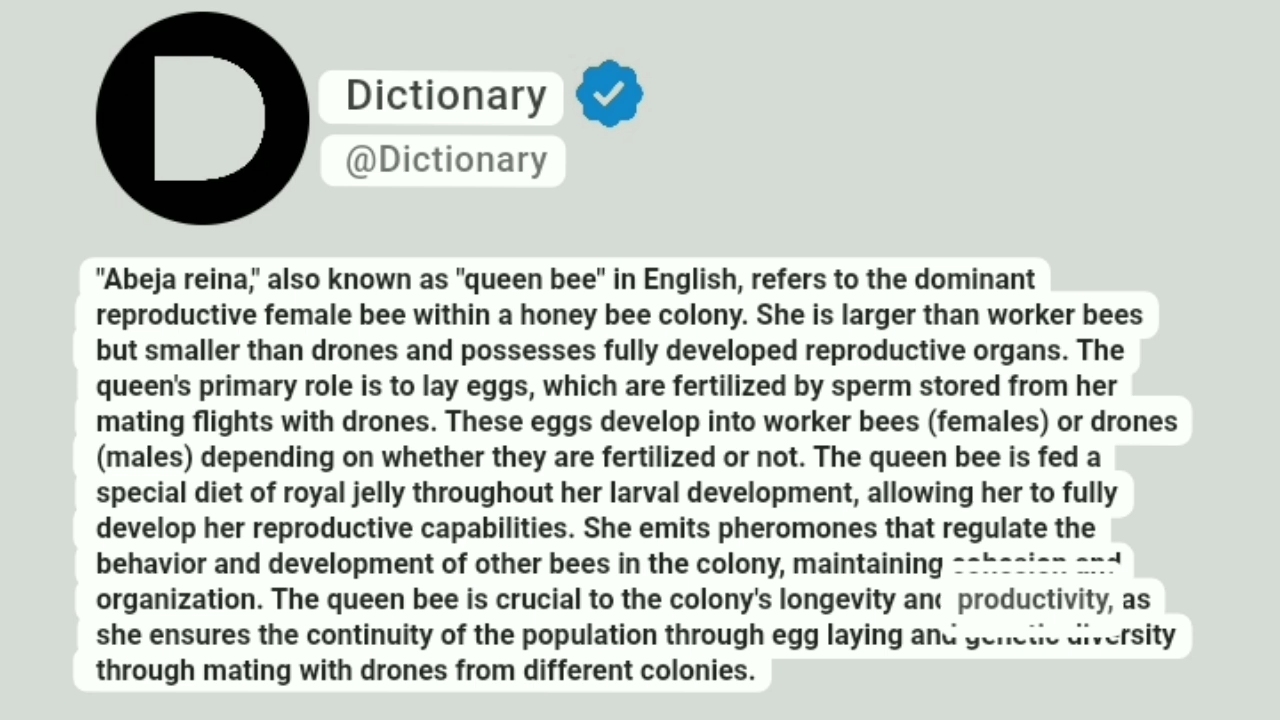 D
Dictionary
@Dictionary
"Abeja reina," also known as "queen bee" in English, refers to the dominant
reproductive female bee within a honey bee colony. She is larger than worker bees
but smaller than drones and possesses fully developed reproductive organs. The
queen's primary role is to lay eggs, which are fertilized by sperm stored from her
mating flights with drones. These eggs develop into worker bees (females) or drones
(males) depending on whether they are fertilized or not. The queen bee is fed a
special diet of royal jelly throughout her larval development, allowing her to fully
develop her reproductive capabilities. She emits pheromones that regulate the
behavior and development of other bees in the colony, maintaining cohesion and
organization. The queen bee is crucial to the colony's longevity and productivity, as
she ensures the continuity of the population through egg laying and genetic diversity
through mating with drones from different colonies.